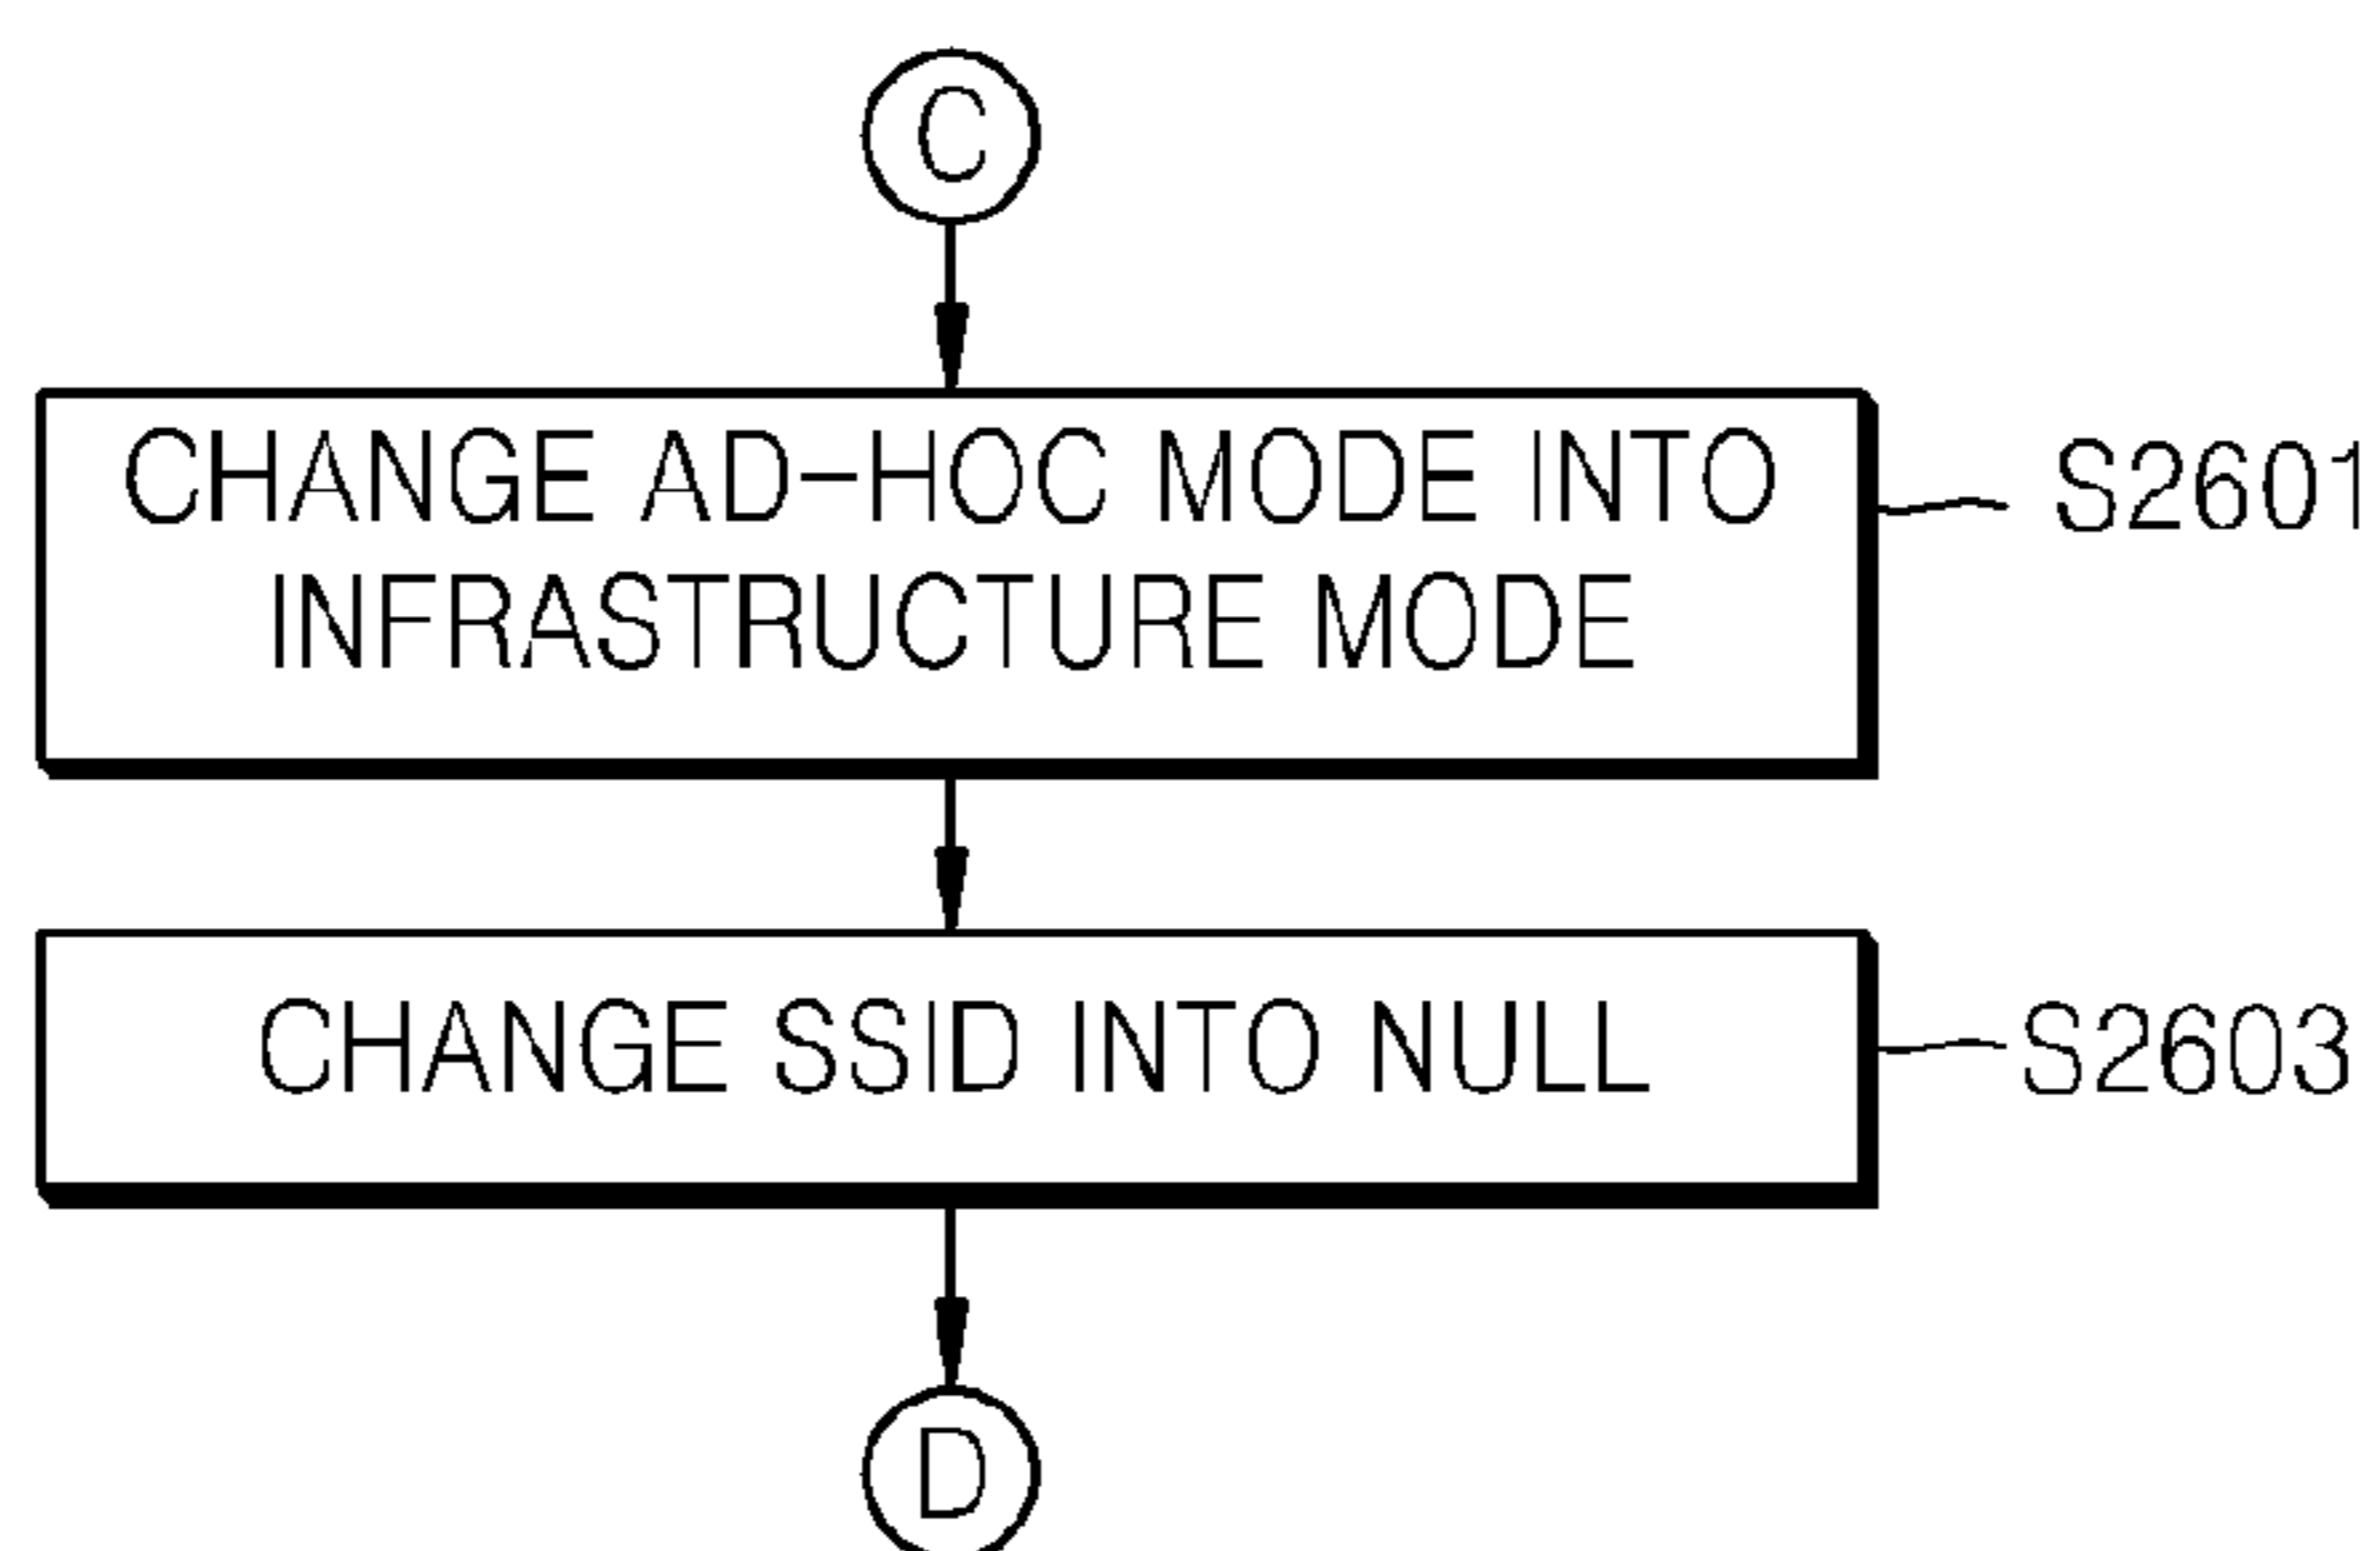 C
CHANGE AD-HOC MODE INTO
INFRASTRUCTURE MODE
S2601
CHANGE SSID INTO NULL
S2603
D